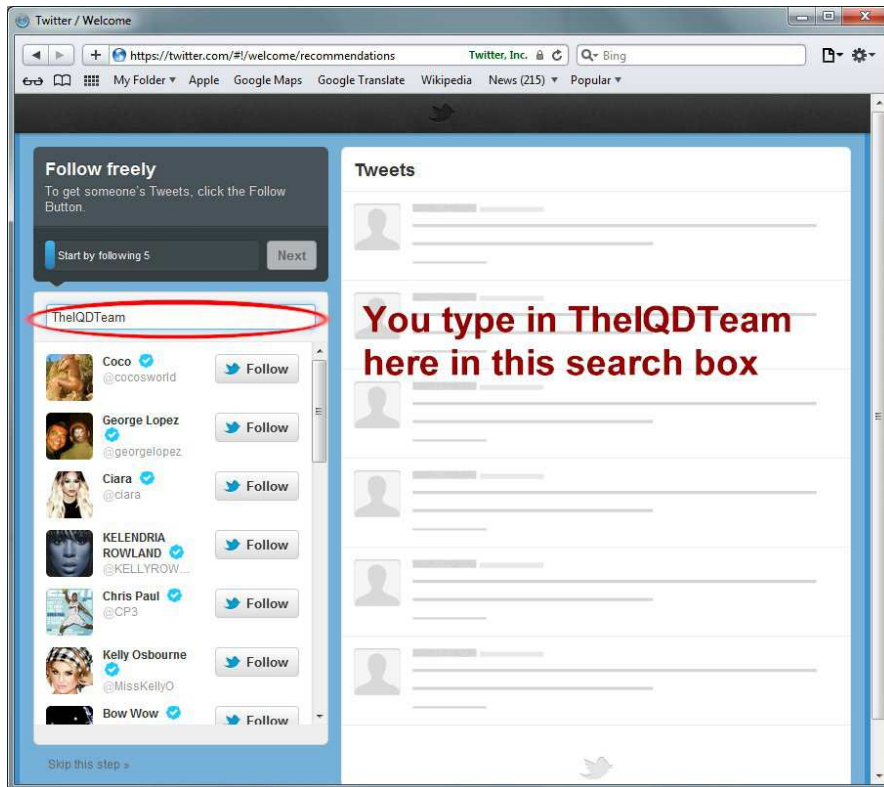 Twitter / Welcome
https://twitter.com/#!/welcome/recommendations Twitter, Inc. Bing
My Folder Apple Google Maps Google Translate Wikipedia News (215) Popular
Follow freely
To get someone's Tweets, click the Follow
Button.
Start by following 5 Next
TheIQDTeam
Coco
@cocosworld
Follow
George Lopez
@georgelopez
Follow
Ciara
@ciara
Follow
KELENDRIA
ROWLAND
@KELLYROW...
Follow
Chris Paul
@CP3
Follow
Kelly Osbourne
@MissKellyO
Follow
Bow Wow
Follow
Skip this step »
Tweets
You type in TheIQDTeam
here in this search box